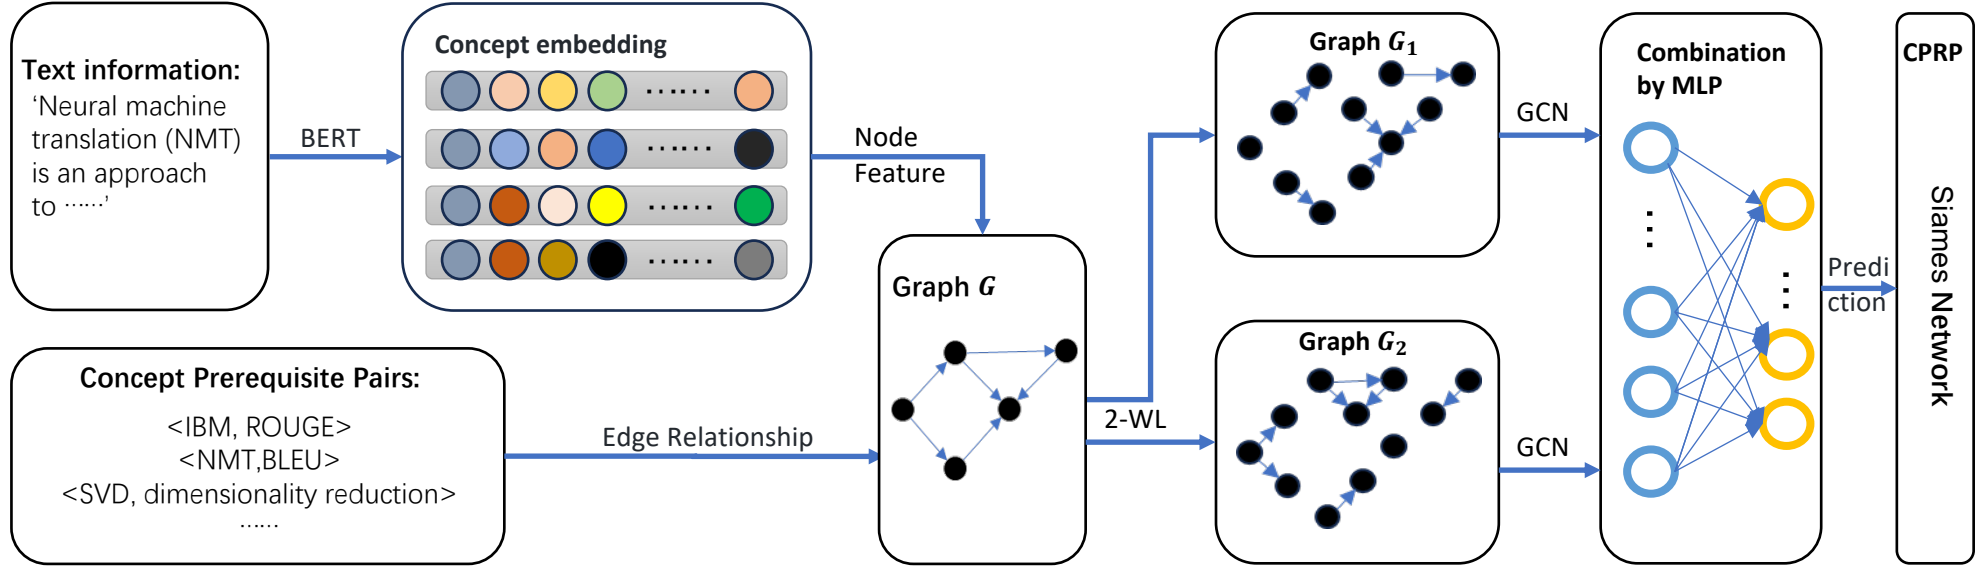 Text information:
‘Neural machine
translation (NMT)
is an approach
to ······’
BERT
Concept embedding
······
······
······
······
Node
Feature
Concept Prerequisite Pairs:
<IBM, ROUGE>
<NMT,BLEU>
<SVD, dimensionality reduction>
······
Edge Relationship
Graph G
2-WL
Graph G₁
Graph G₂
GCN
GCN
Combination
by MLP
Predi
ction
CPRP
Siames Network